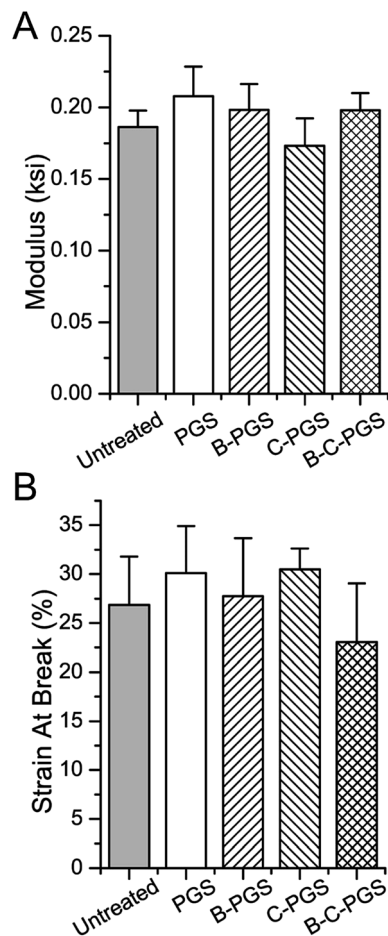 A
Modulus (ksi)
0.25
0.20
0.15
0.10
0.05
0.00
Untreated
PGS
B-PGS
C-PGS
B-C-PGS
B
Strain At Break (%)
35
30
25
20
15
10
5
0
Untreated
PGS
B-PGS
C-PGS
B-C-PGS